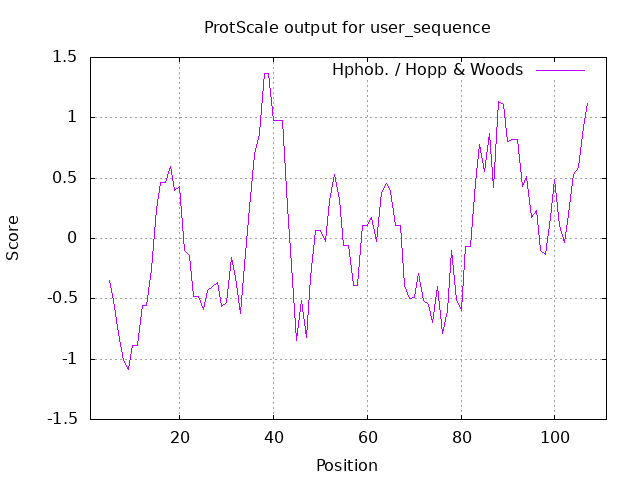 ProtScale output for user_sequence
Hphob. / Hopp & Woods
1.5
1
0.5
0
-0.5
-1
-1.5
Score
20 40 60 80 100
Position